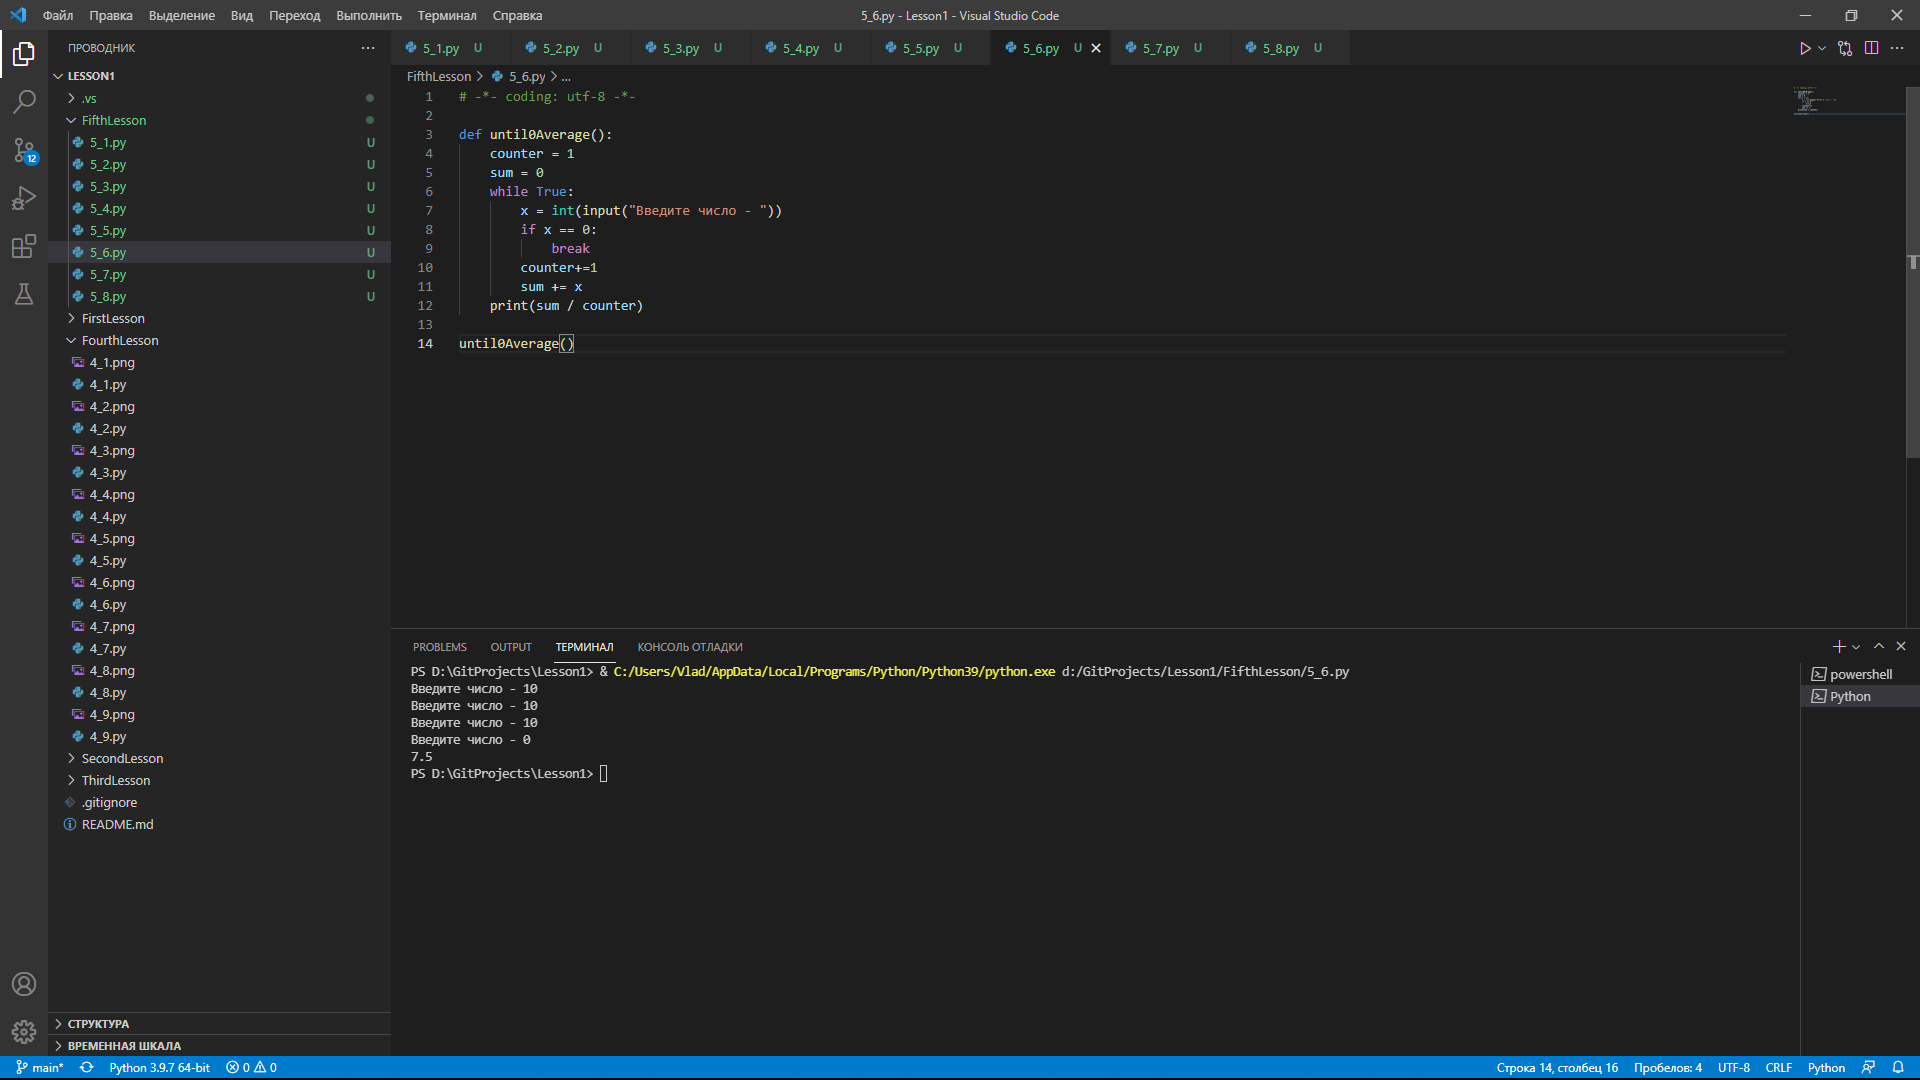 Файл Правка Выделение Вид Переход Выполнить Терминал Справка
5_6.py - Lesson1 - Visual Studio Code
ПРОВОДНИК
LESSON1
.vs
FifthLesson
5_1.py U
5_2.py U
5_3.py U
5_4.py U
5_5.py U
5_6.py U
5_7.py U
5_8.py U
FirstLesson
FourthLesson
4_1.png
4_1.py
4_2.png
4_2.py
4_3.png
4_3.py
4_4.png
4_4.py
4_5.png
4_5.py
4_6.png
4_6.py
4_7.png
4_7.py
4_8.png
4_8.py
4_9.png
4_9.py
SecondLesson
ThirdLesson
.gitignore
README.md
СТРУКТУРА
ВРЕМЕННАЯ ШКАЛА
12
5_1.py U 5_2.py U 5_3.py U 5_4.py U 5_5.py U 5_6.py U 5_7.py U 5_8.py U
FifthLesson > 5_6.py > ...
1 # -*- coding: utf-8 -*-
2
3 def until0Average():
4 counter = 1
5 sum = 0
6 while True:
7 x = int(input("Введите число - "))
8 if x == 0:
9 break
10 counter+=1
11 sum += x
12 print(sum / counter)
13
14 until0Average()
PROBLEMS OUTPUT ТЕРМИНАЛ КОНСОЛЬ ОТЛАДКИ
PS D:\GitProjects\Lesson1> & C:/Users/Vlad/AppData/Local/Programs/Python/Python39/python.exe d:/GitProjects/Lesson1/FifthLesson/5_6.py
Введите число - 10
Введите число - 10
Введите число - 10
Введите число - 0
7.5
PS D:\GitProjects\Lesson1>
powershell
Python
main* Python 3.9.7 64-bit 0 0
Строка 14, столбец 16 Пробелов: 4 UTF-8 CRLF Python